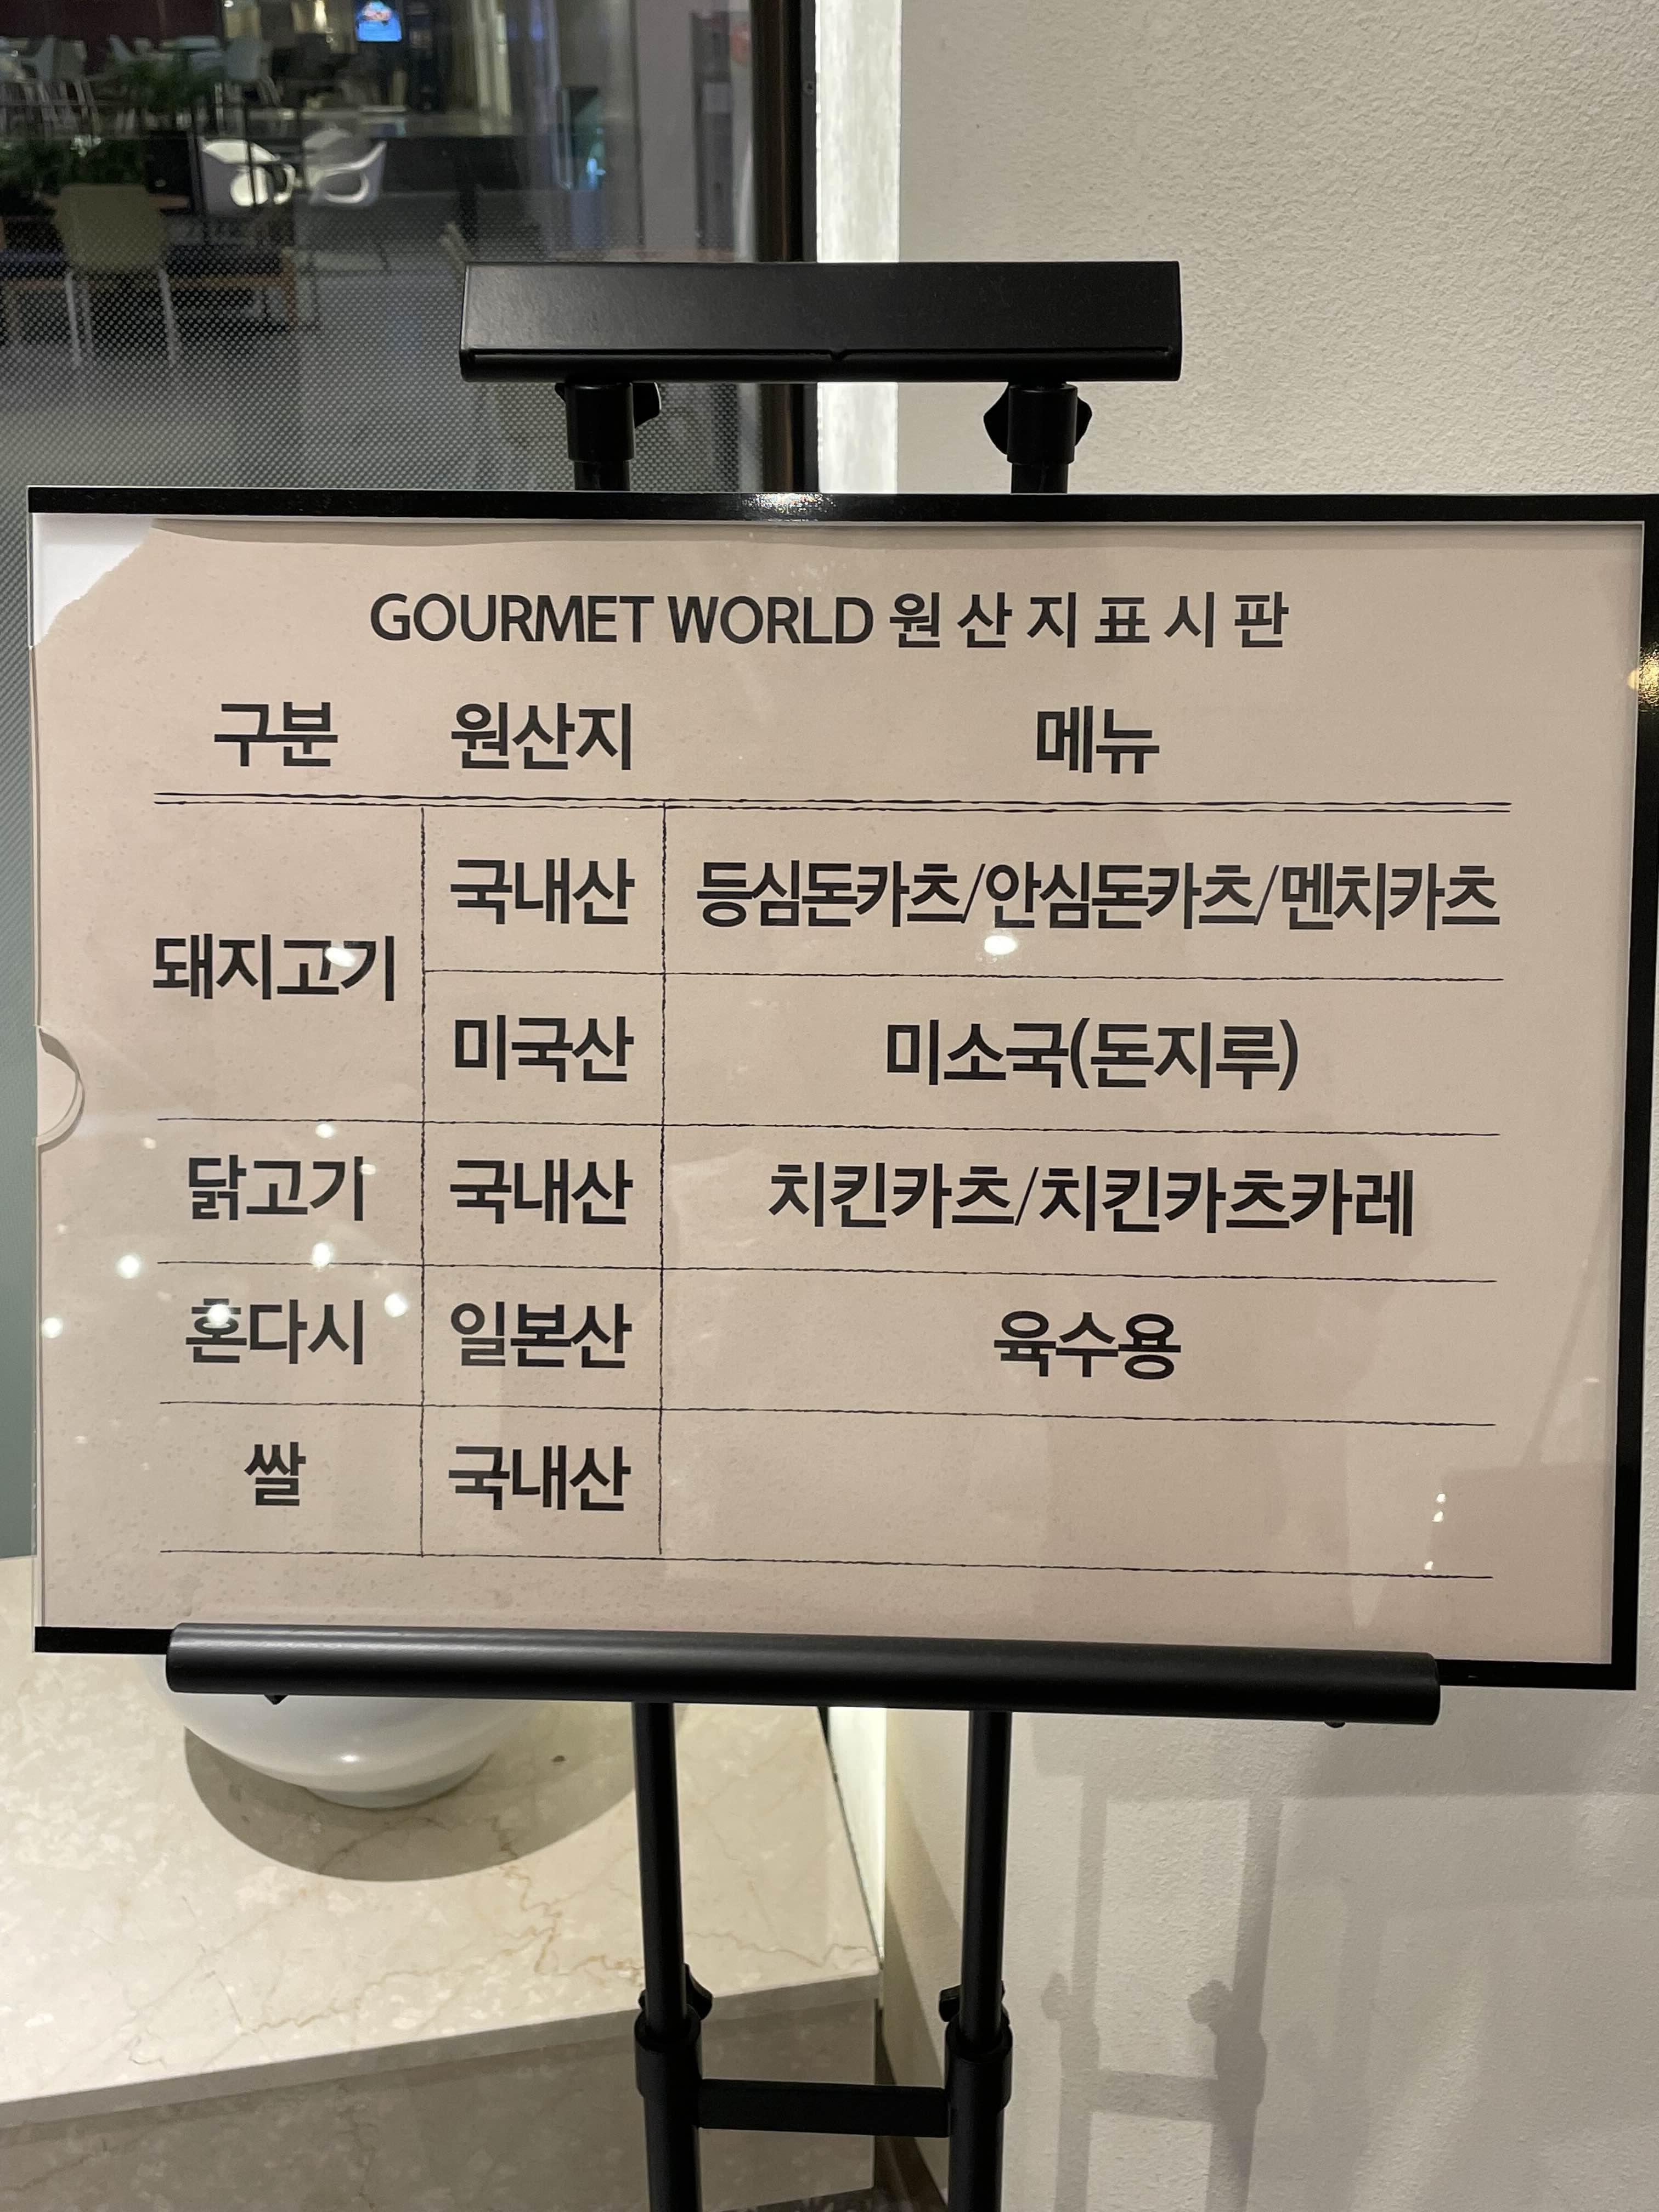 GOURMET WORLD 원산지표시판
구분 원산지 메뉴
돼지고기 국내산 등심돈카츠/안심돈카츠/멘치카츠
미국산 미소국(돈지루)
닭고기 국내산 치킨카츠/치킨카츠카레
혼다시 일본산 육수용
쌀 국내산